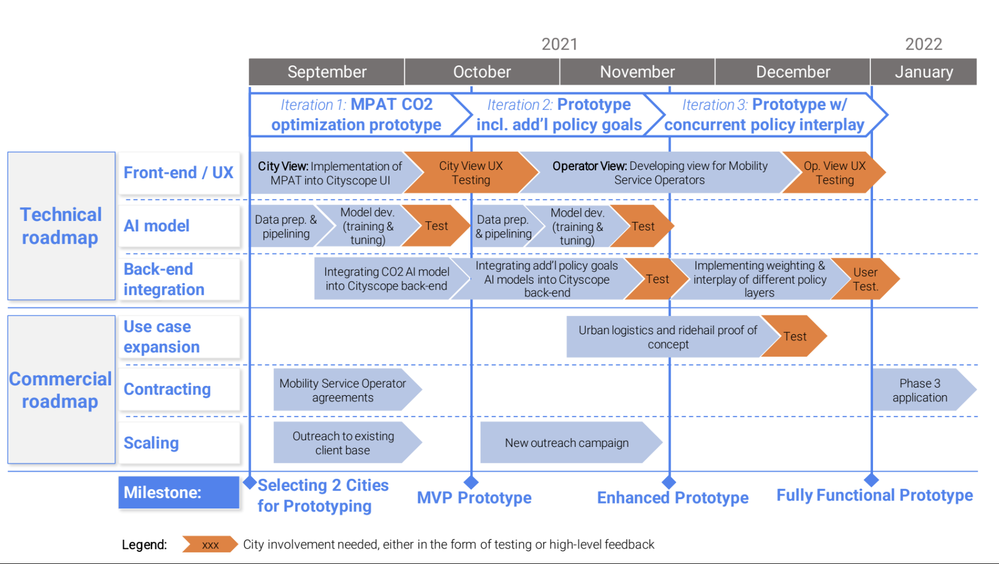 2021
2022
September
October
November
December
January
Iteration 1: MPAT CO2
optimization prototype
Iteration 2: Prototype
incl. add’l policy goals
Iteration 3: Prototype w/
concurrent policy interplay
Technical
roadmap
Front-end / UX
City View: Implementation of
MPAT into Cityscope UI
City View UX
Testing
Operator View: Developing view for Mobility
Service Operators
Op. View UX
Testing
AI model
Data prep. &
pipelining
Model dev.
(training &
tuning)
Test
Data prep.
& pipelining
Model dev.
(training &
tuning)
Test
Back-end
integration
Integrating CO2 AI model
into Cityscope back-end
Integrating add’l policy goals
AI models into Cityscope
back-end
Test
Implementing weighting &
interplay of different policy
layers
User
Test.
Commercial
roadmap
Use case
expansion
Urban logistics and ridehail proof of
concept
Test
Contracting
Mobility Service Operator
agreements
Phase 3
application
Scaling
Outreach to existing
client base
New outreach campaign
Milestone:
Selecting 2 Cities
for Prototyping
MVP Prototype
Enhanced Prototype
Fully Functional Prototype
Legend:
xxx
City involvement needed, either in the form of testing or high-level feedback